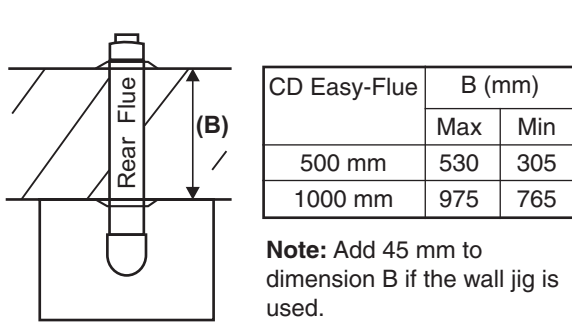 Rear Flue
(B)
CD Easy-Flue B (mm)
Max Min
500 mm 530 305
1000 mm 975 765
Note: Add 45 mm to
dimension B if the wall jig is
used.